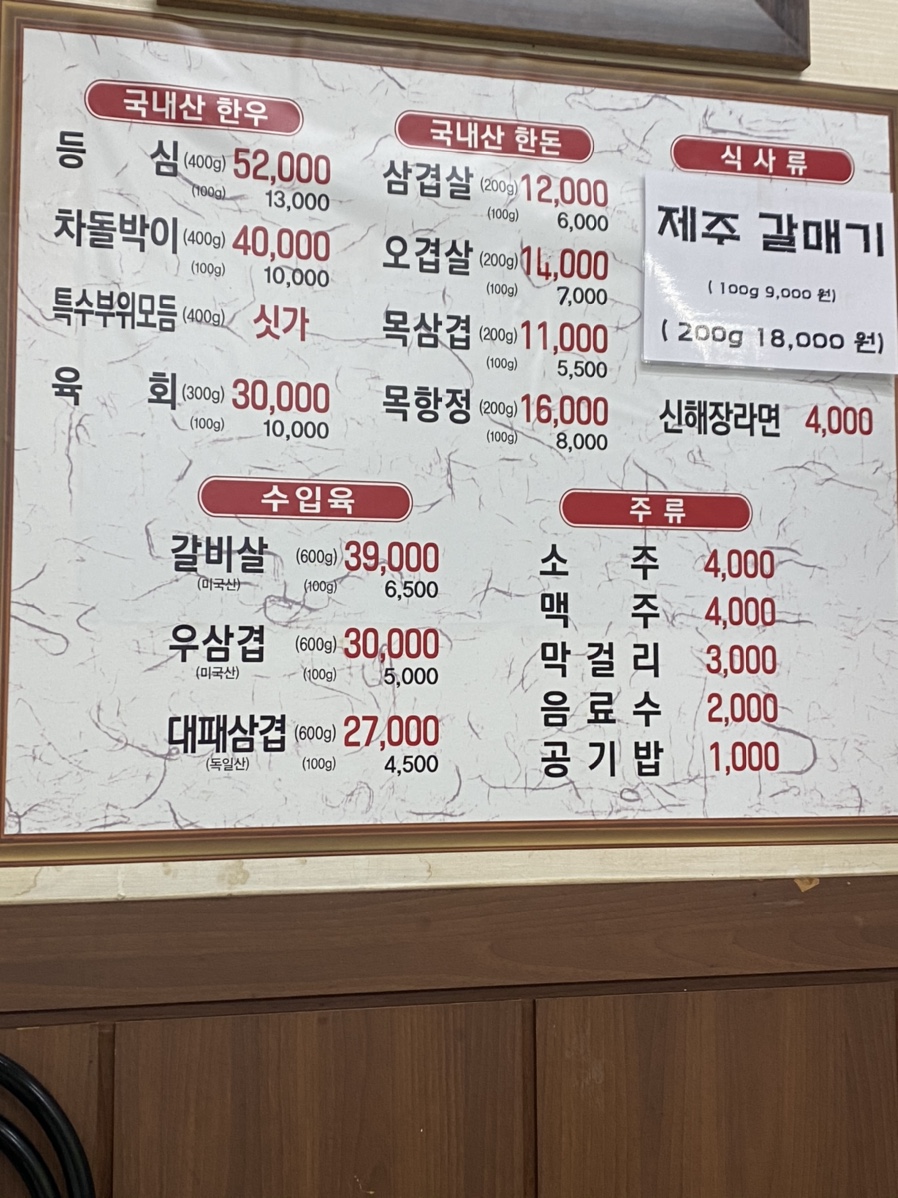 국내산 한우
등 심 (400g) 52,000
(100g) 13,000
차돌박이 (400g) 40,000
(100g) 10,000
특수부위모듬 (400g) 싯가
육 회 (300g) 30,000
(100g) 10,000
국내산 한돈
삼겹살 (200g) 12,000
(100g) 6,000
오겹살 (200g) 14,000
(100g) 7,000
목삼겹 (200g) 11,000
(100g) 5,500
목항정 (200g) 16,000
(100g) 8,000
식사류
제주 갈매기
(100g 9,000 원)
(200g 18,000 원)
신해장라면 4,000
수입육
갈비살 (600g) 39,000
(미국산) (100g) 6,500
우삼겹 (600g) 30,000
(미국산) (100g) 5,000
대패삼겹 (600g) 27,000
(독일산) (100g) 4,500
주류
소 주 4,000
맥 주 4,000
막걸리 3,000
음료수 2,000
공기밥 1,000